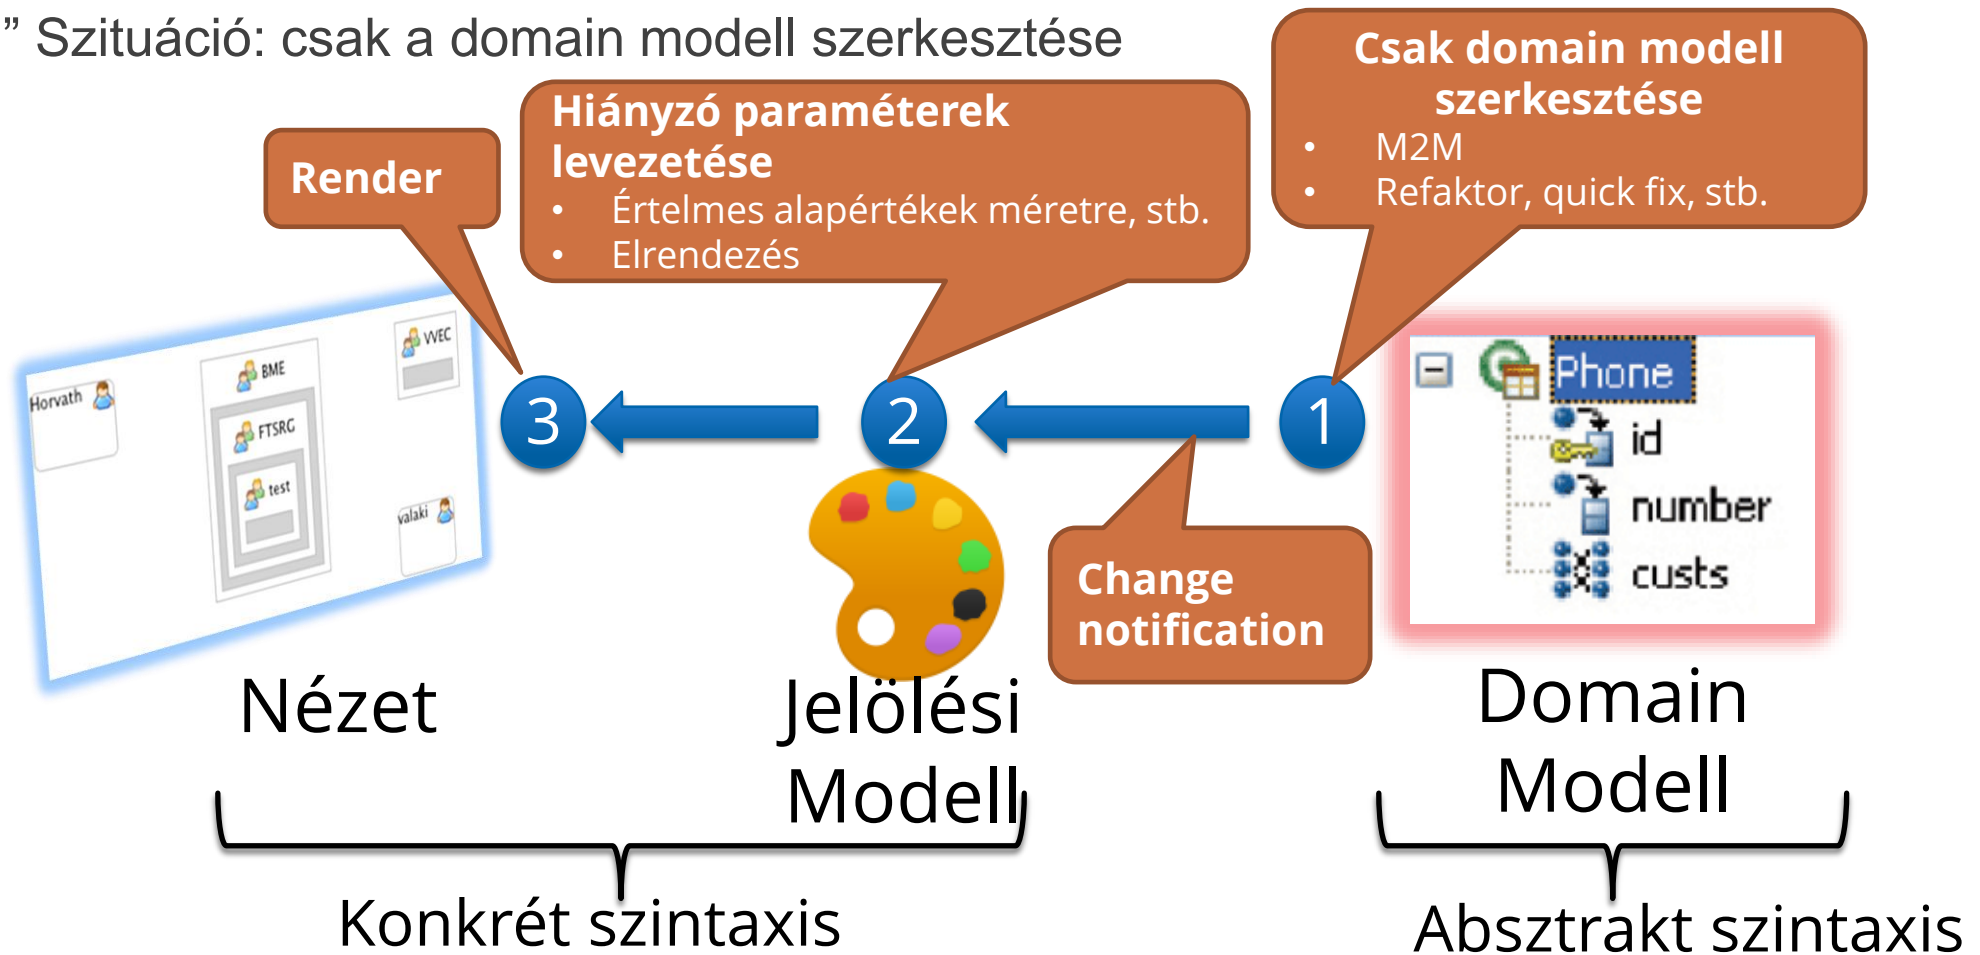 ” Szituáció: csak a domain modell szerkesztése
Csak domain modell
szerkesztése
• M2M
• Refaktor, quick fix, stb.
Hiányzó paraméterek
levezetése
• Értelmes alapértékek méretre, stb.
• Elrendezés
Render
3
2
1
Horvath
BME
FTSRG
test
VVEC
valaki
Change
notification
Phone
id
number
custs
Nézet
Jelölési
Modell
Domain
Modell
Konkrét szintaxis
Absztrakt szintaxis